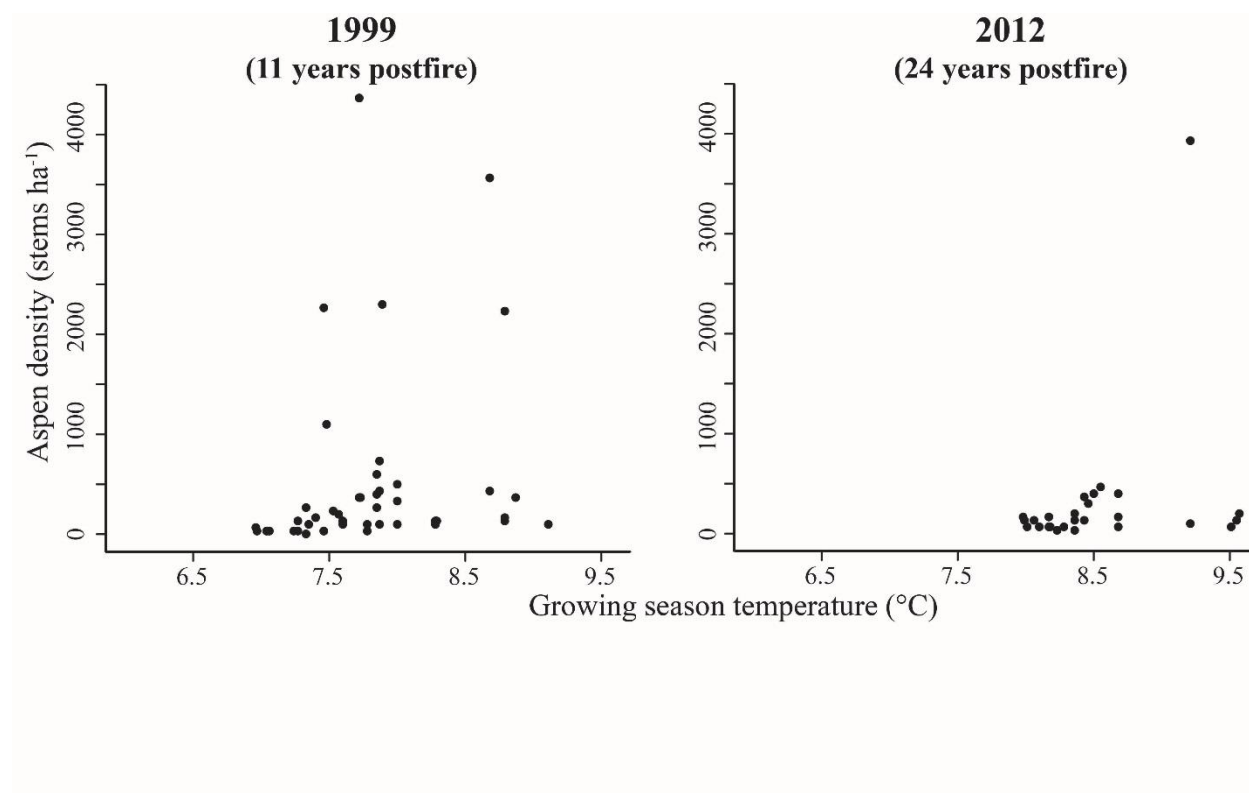 1999
(11 years postfire)
2012
(24 years postfire)
Aspen density (stems ha⁻¹)
4000
3000
2000
1000
0
6.5 7.5 8.5 9.5
4000
3000
2000
1000
0
6.5 7.5 8.5 9.5
Growing season temperature (°C)